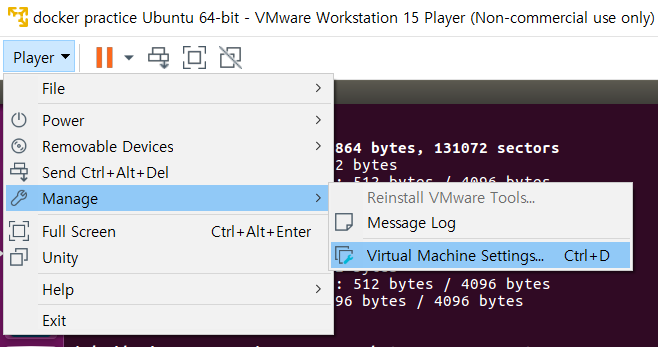 docker practice Ubuntu 64-bit - VMware Workstation 15 Player (Non-commercial use only)
Player
File
Power
Removable Devices
Send Ctrl+Alt+Del
Manage
Full Screen Ctrl+Alt+Enter
Unity
Help
Exit
Reinstall VMware Tools...
Message Log
Virtual Machine Settings... Ctrl+D
864 bytes, 131072 sectors
2 bytes
: 512 bytes / 4096 bytes
: 512 bytes / 4096 bytes
96 bytes / 4096 bytes